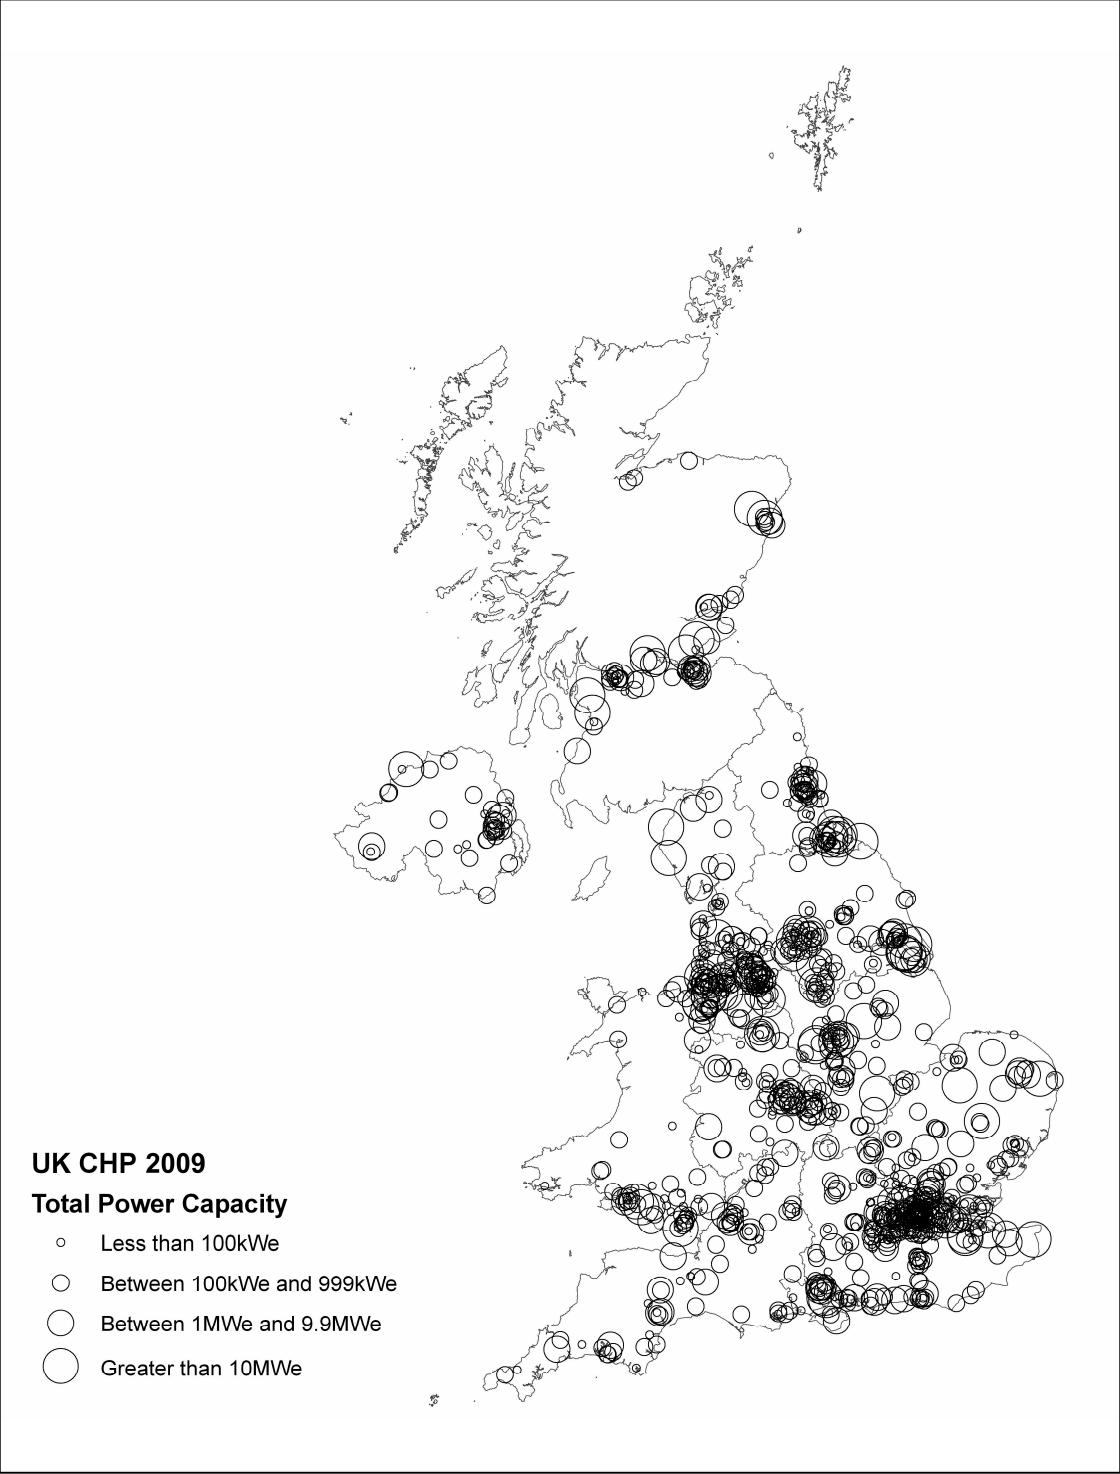 UK CHP 2009
Total Power Capacity
Less than 100kWe
Between 100kWe and 999kWe
Between 1MWe and 9.9MWe
Greater than 10MWe